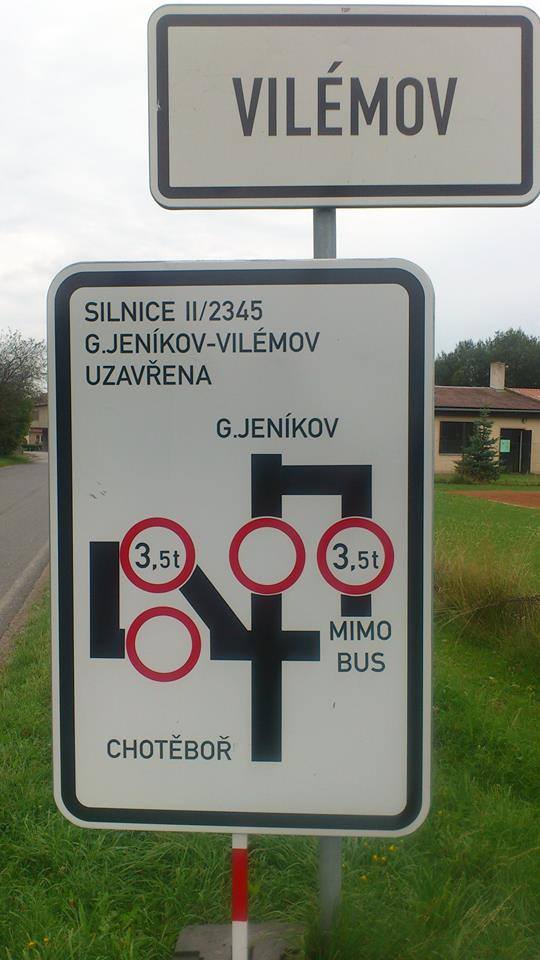 VILÉMOV
SILNICE II/2345
G.JENÍKOV-VILÉMOV
UZAVŘENA
G.JENÍKOV
3,5t
3,5t
MIMO
BUS
CHOTĚBOŘ